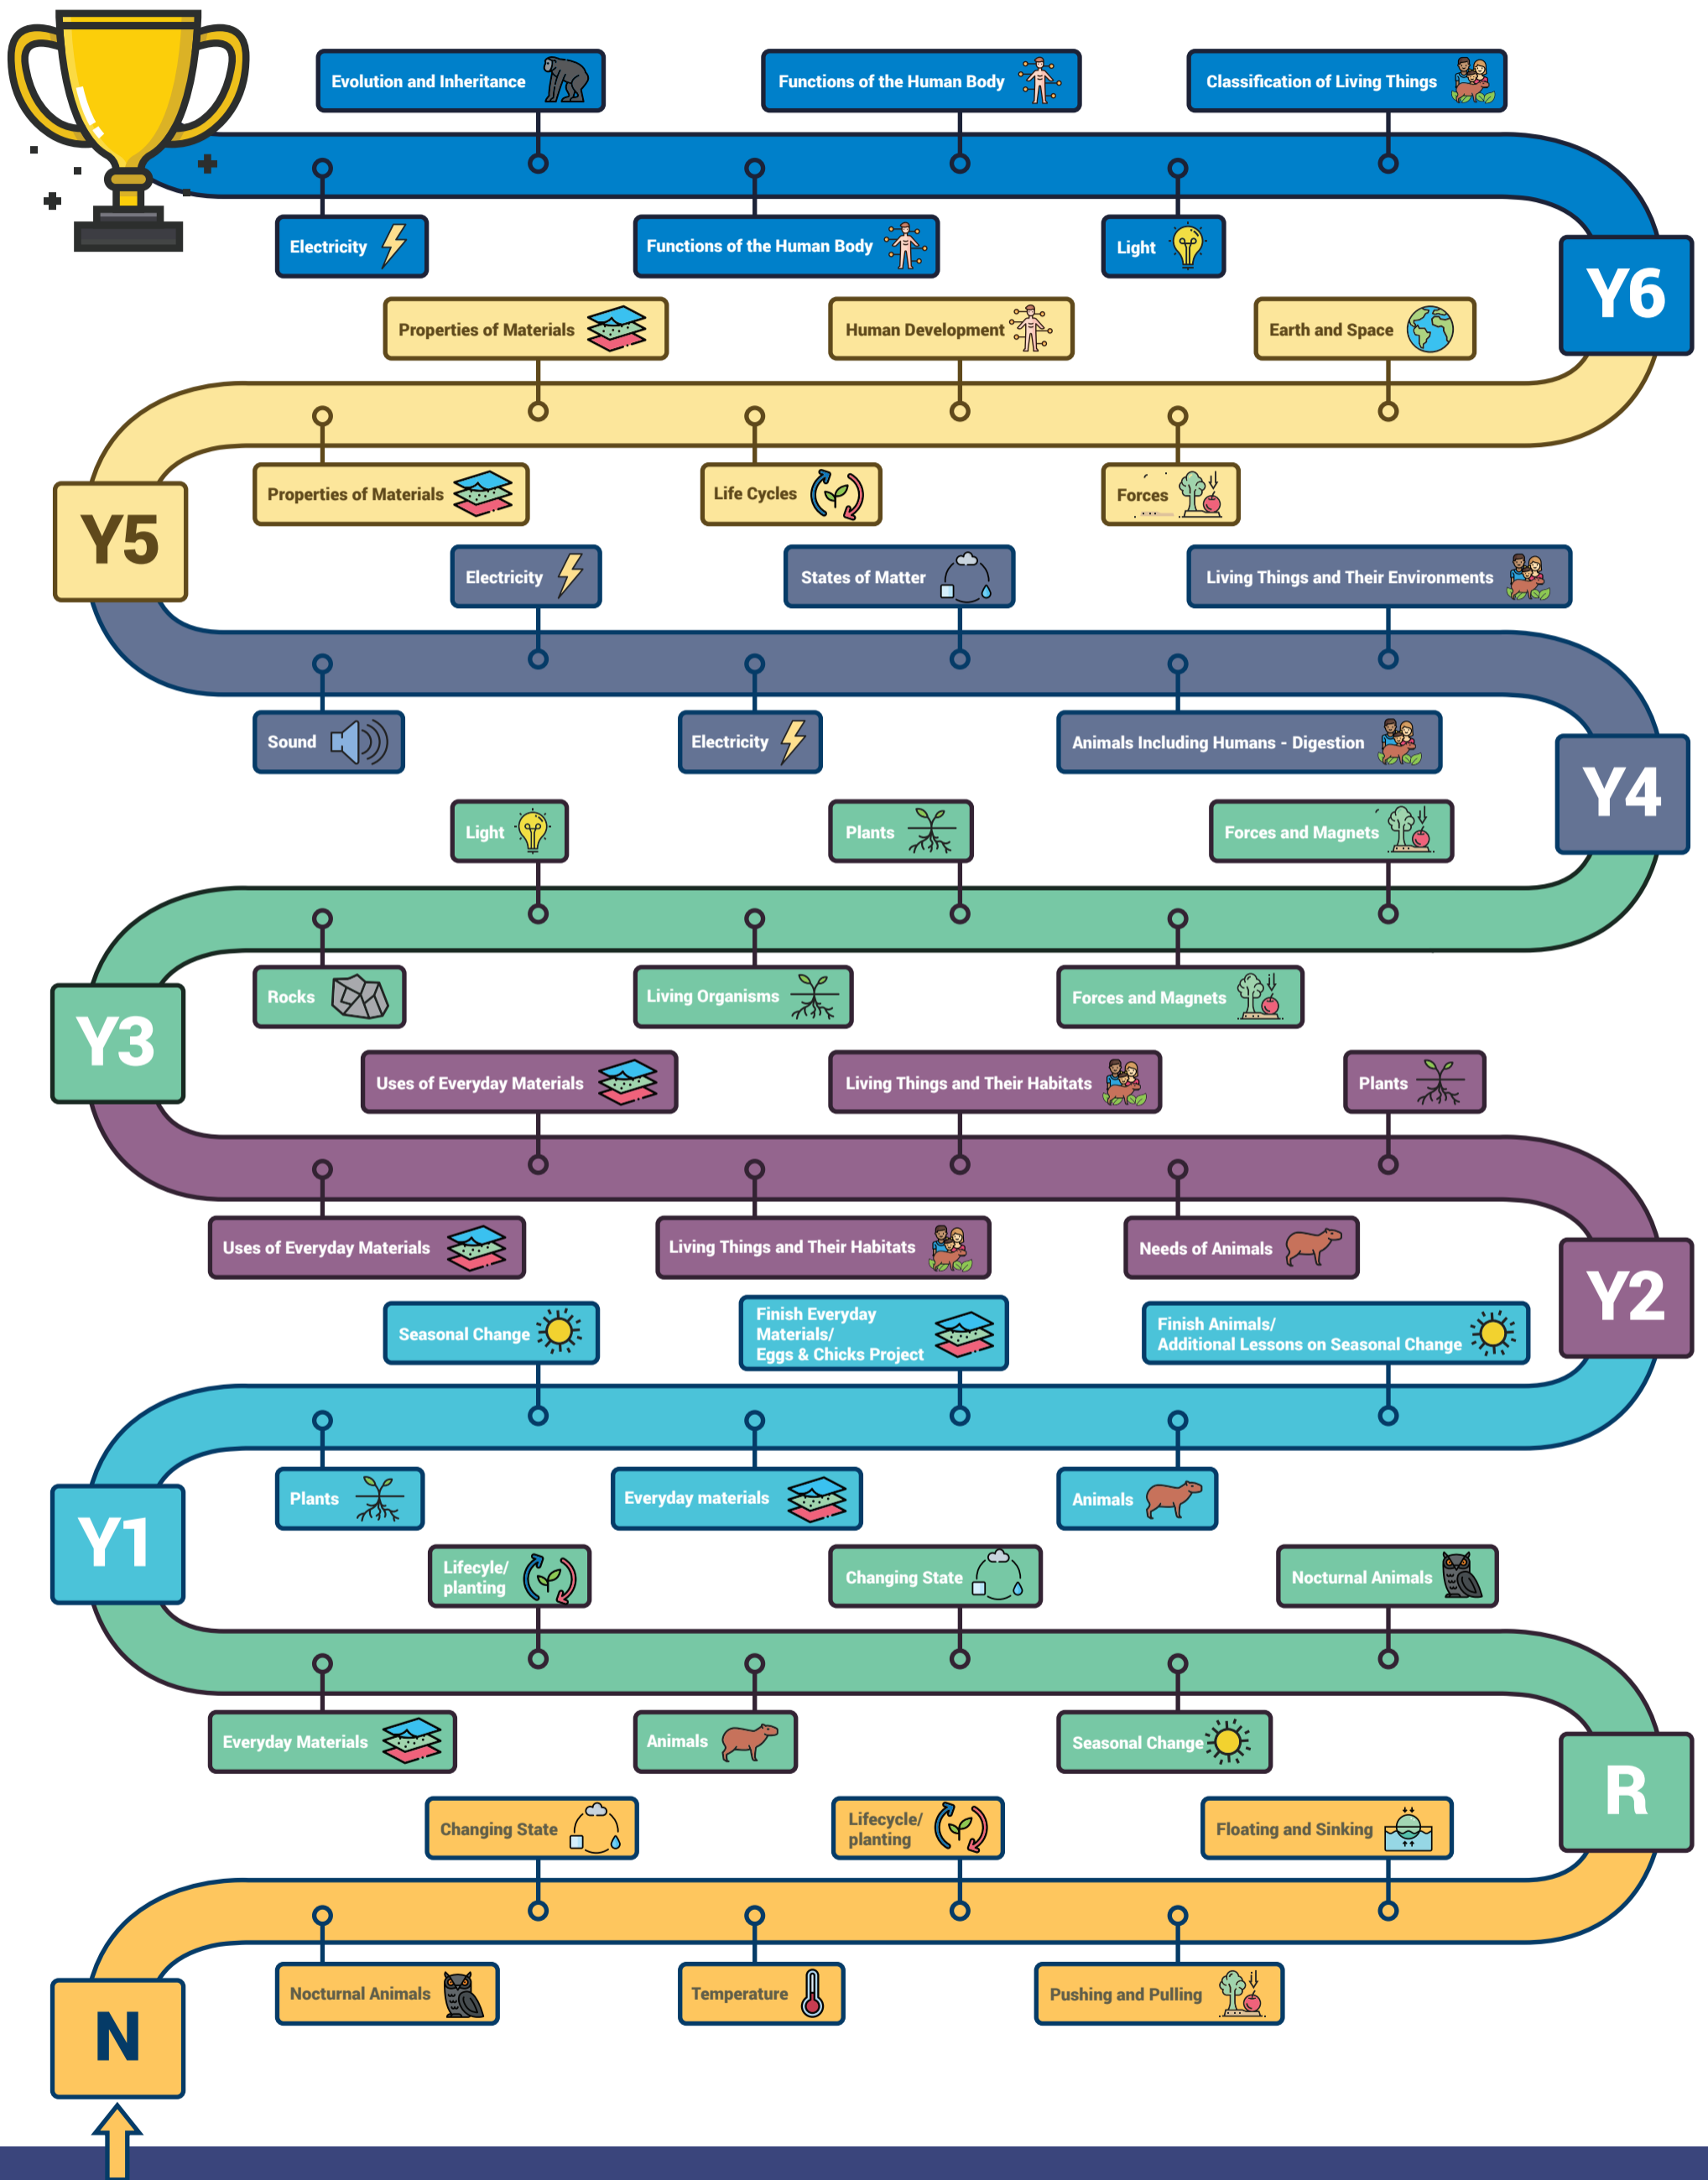 Evolution and Inheritance
Functions of the Human Body
Classification of Living Things
Electricity
Functions of the Human Body
Light
Y6
Properties of Materials
Human Development
Earth and Space
Properties of Materials
Life Cycles
Forces
Y5
Electricity
States of Matter
Living Things and Their Environments
Sound
Electricity
Animals Including Humans - Digestion
Y4
Light
Plants
Forces and Magnets
Rocks
Living Organisms
Forces and Magnets
Y3
Uses of Everyday Materials
Living Things and Their Habitats
Plants
Uses of Everyday Materials
Living Things and Their Habitats
Needs of Animals
Y2
Seasonal Change
Finish Everyday
Materials/
Eggs & Chicks Project
Finish Animals/
Additional Lessons on Seasonal Change
Plants
Everyday materials
Animals
Y1
Lifecyle/
planting
Changing State
Nocturnal Animals
Everyday Materials
Animals
Seasonal Change
R
Changing State
Lifecycle/
planting
Floating and Sinking
Nocturnal Animals
Temperature
Pushing and Pulling
N